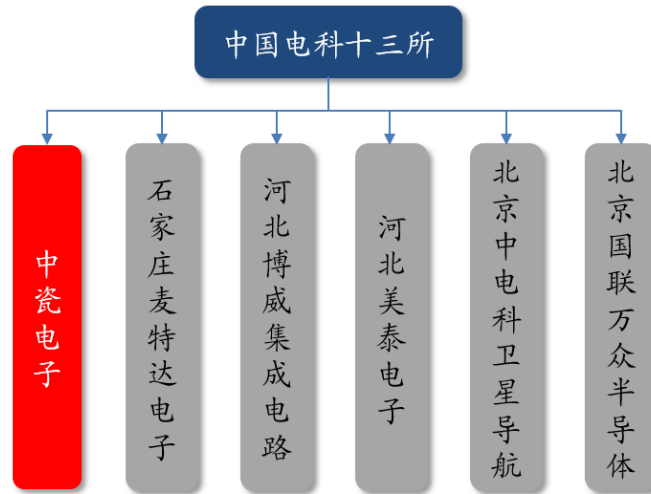 中国电科十三所
中瓷电子
石家庄麦特达电子
河北博威集成电路
河北美泰电子
北京中电科卫星导航
北京国联万众半导体